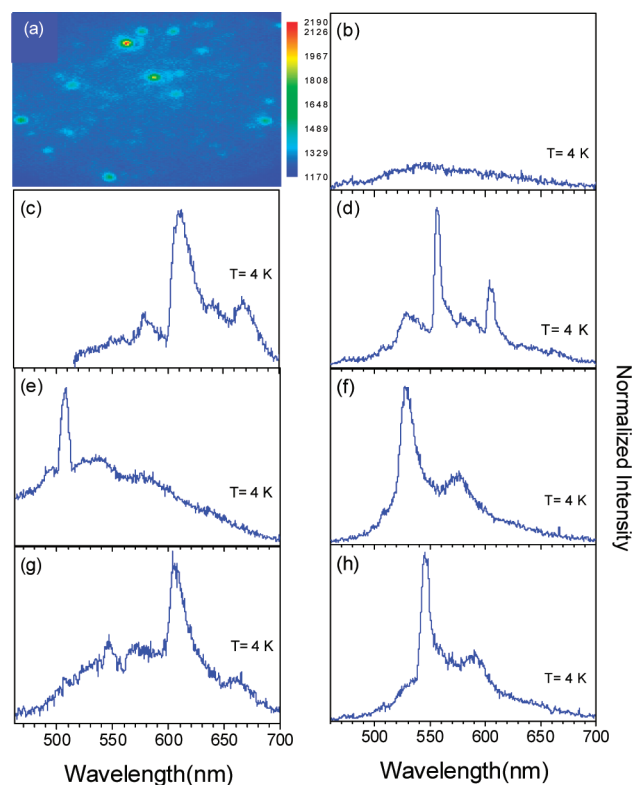 (a)
2190
2126
1967
1808
1648
1489
1329
1170
(b)
T= 4 K
(c)
T= 4 K
(d)
T= 4 K
(e)
T= 4 K
(f)
T= 4 K
(g)
T= 4 K
(h)
T= 4 K
Normalized Intensity
500 550 600 650 700
500 550 600 650 700
Wavelength(nm)
Wavelength(nm)